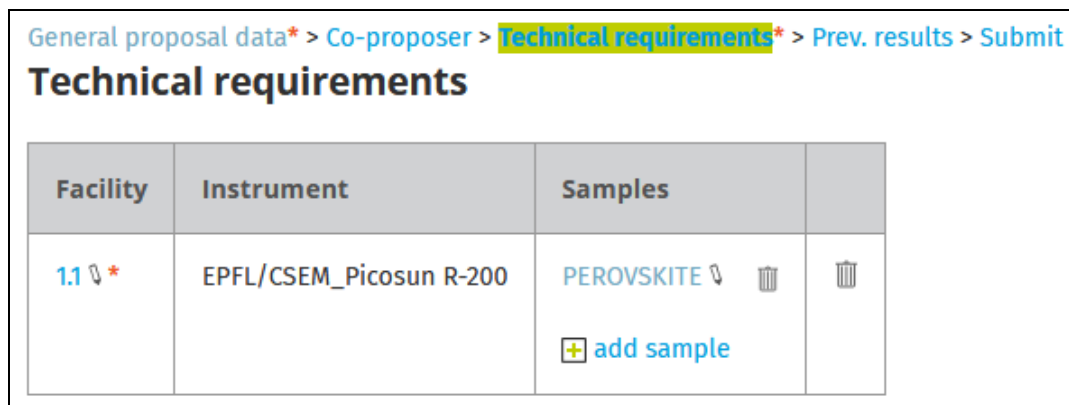 General proposal data* > Co-proposer > Technical requirements* > Prev. results > Submit
Technical requirements
Facility Instrument Samples
1.1 * EPFL/CSEM_Picosun R-200 PEROVSKITE
add sample